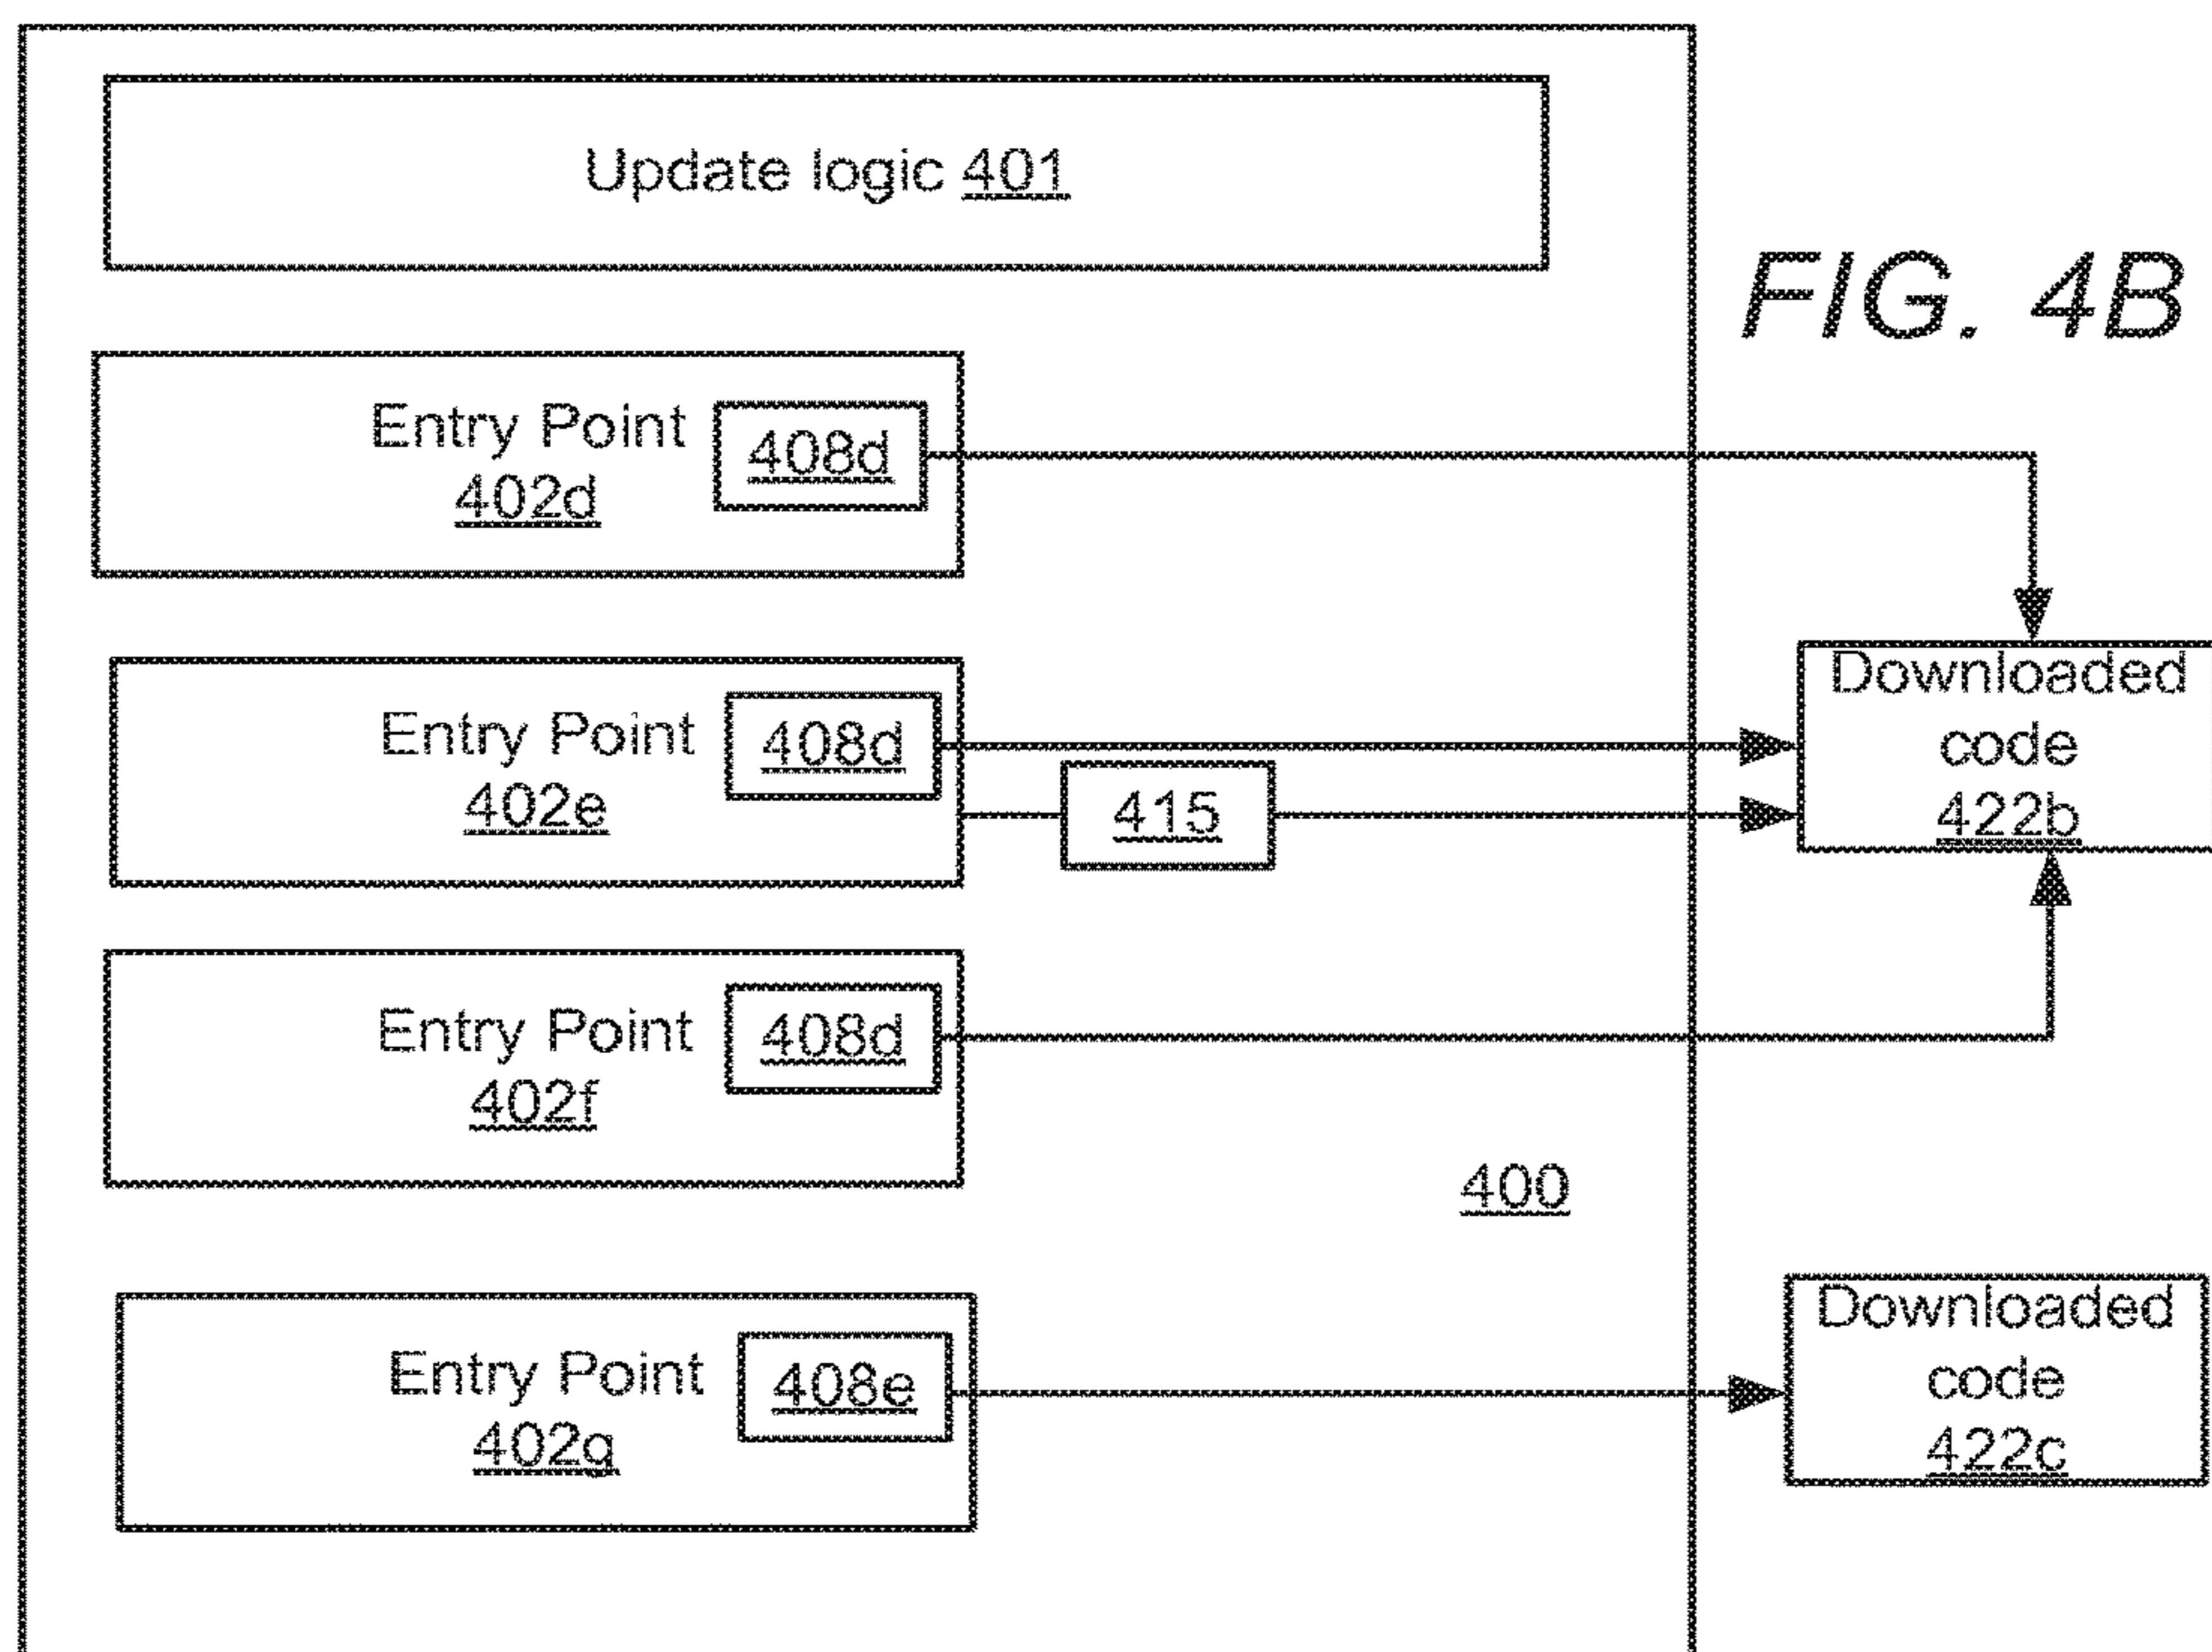 Update logic 401
FIG. 4B
Entry Point 408d
402d
Entry Point 408d
402e
415
Downloaded
code
422b
Entry Point 408d
402f
400
Entry Point 408e
402g
Downloaded
code
422c